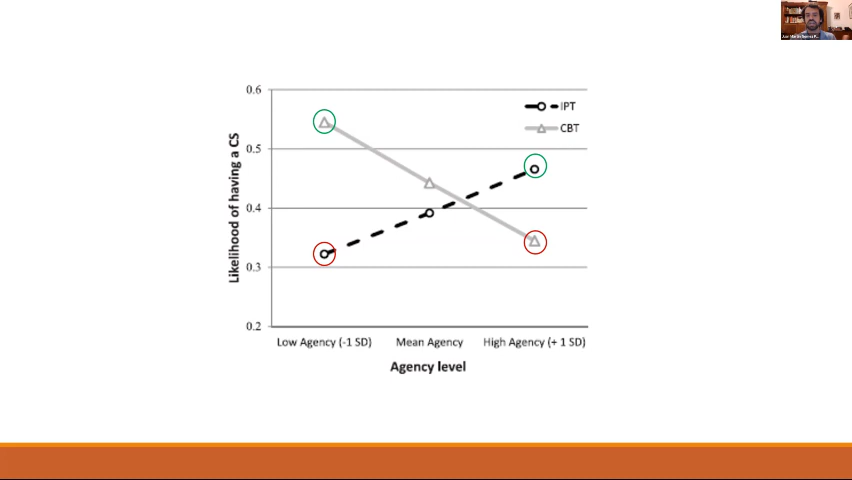 0.6
IPT
CBT
0.5
0.4
0.3
0.2
Likelihood of having a CS
Low Agency (-1 SD) Mean Agency High Agency (+ 1 SD)
Agency level